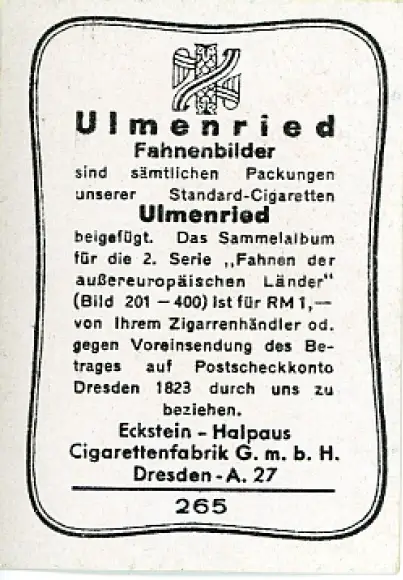 Ulmenried
Fahnenbilder
sind sämtlichen Packungen
unserer Standard-Cigaretten
Ulmenried
beigefügt. Das Sammelalbum
für die 2. Serie „Fahnen der
außereuropäischen Länder"
(Bild 201 – 400) ist für RM 1,—
von Ihrem Zigarrenhändler od.
gegen Voreinsendung des Be-
trages auf Postscheckkonto
Dresden 1823 durch uns zu
beziehen.
Eckstein - Halpaus
Cigarettenfabrik G. m. b. H.
Dresden - A. 27
265